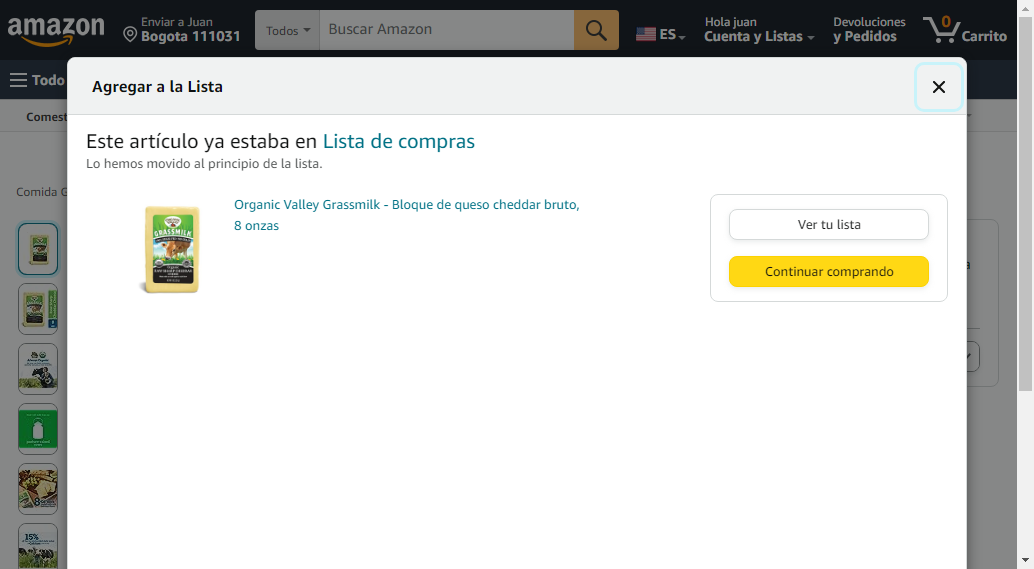 amazon
Enviar a Juan
Bogota 111031
Todos
Buscar Amazon
ES
Hola juan
Cuenta y Listas
Devoluciones
y Pedidos
0
Carrito
Todo
Comest
Agregar a la Lista
Este artículo ya estaba en Lista de compras
Lo hemos movido al principio de la lista.
Comida G
Organic Valley Grassmilk - Bloque de queso cheddar bruto,
8 onzas
GRASSMILK
Ver tu lista
Continuar comprando
15%